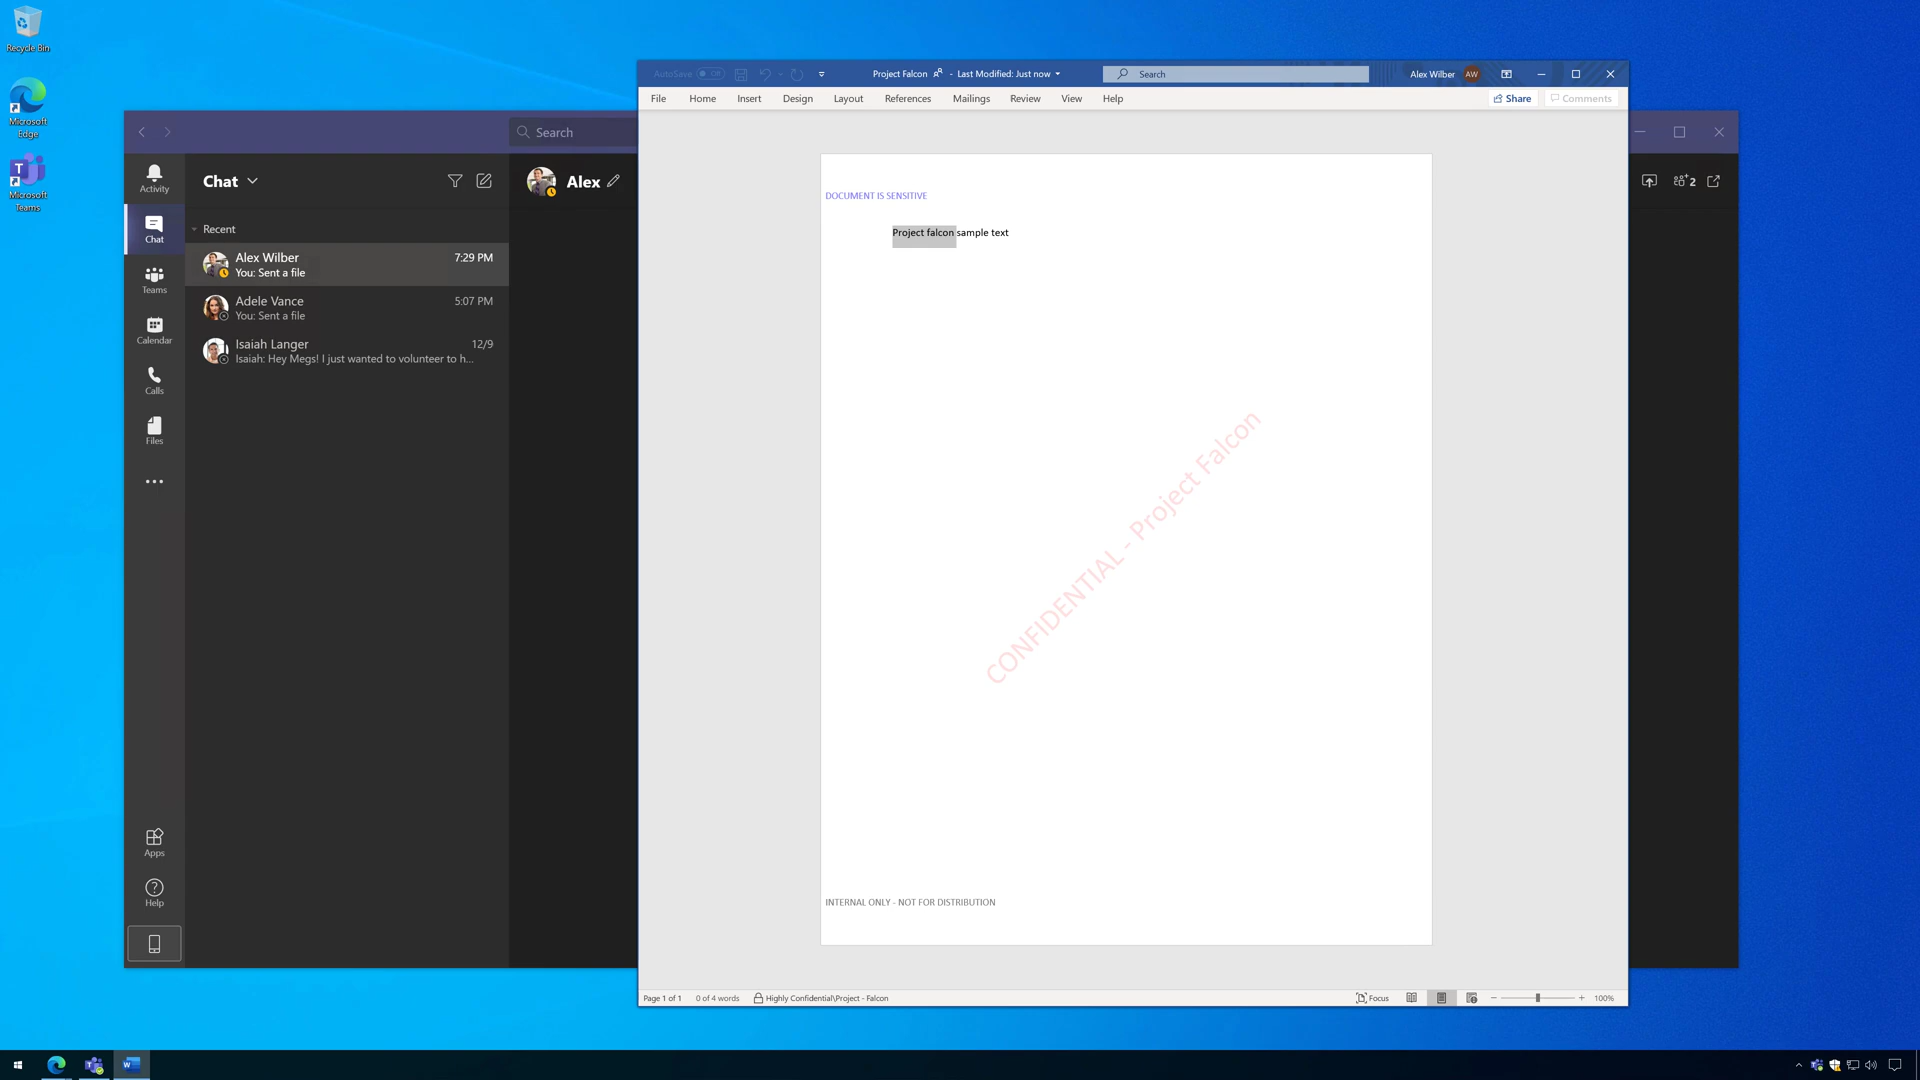 Recycle Bin
Microsoft
Edge
Microsoft
Teams
Search
Activity
Chat
Teams
Calendar
Calls
Files
Apps
Help
Chat
Recent
Alex Wilber
7:29 PM
You: Sent a file
Adele Vance
5:07 PM
You: Sent a file
Isaiah Langer
12/9
Isaiah: Hey Megs! I just wanted to volunteer to h...
Alex
2
AutoSave Off
Project Falcon - Last Modified: Just now
Search
Alex Wilber AW
File Home Insert Design Layout References Mailings Review View Help
Share Comments
DOCUMENT IS SENSITIVE
Project falcon sample text
CONFIDENTIAL - Project Falcon
INTERNAL ONLY - NOT FOR DISTRIBUTION
Page 1 of 1 0 of 4 words Highly Confidential\Project - Falcon
Focus
100%